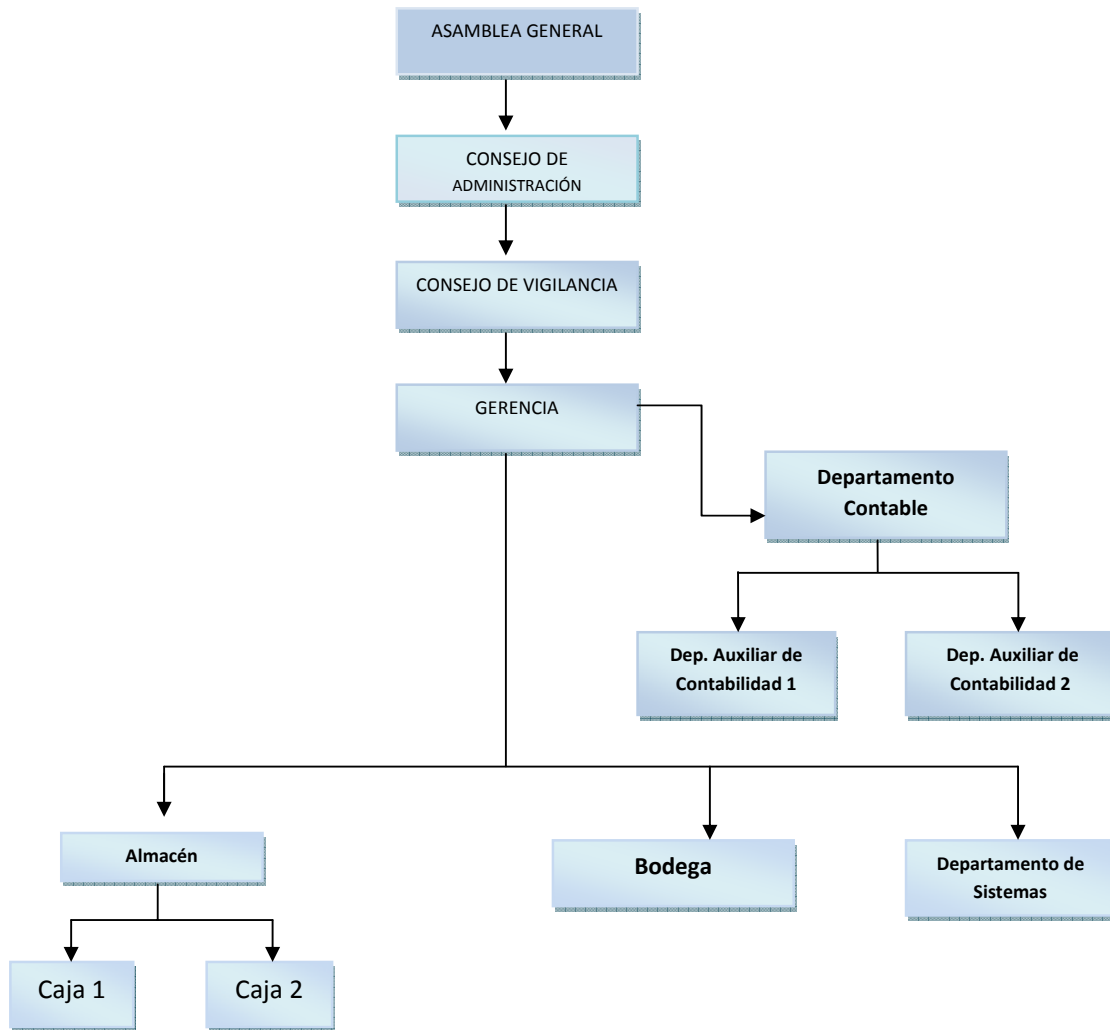 ASAMBLEA GENERAL
CONSEJO DE
ADMINISTRACIÓN
CONSEJO DE VIGILANCIA
GERENCIA
Departamento
Contable
Dep. Auxiliar de
Contabilidad 1
Dep. Auxiliar de
Contabilidad 2
Almacén
Bodega
Departamento de
Sistemas
Caja 1
Caja 2